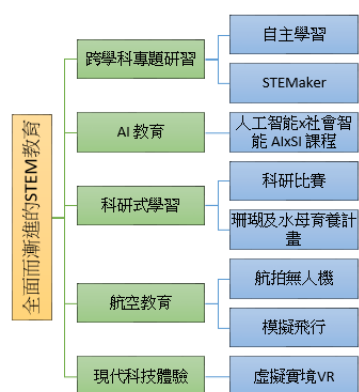 全面而漸進的STEM教育
跨學科專題研習
自主學習
STEMaker
AI 教育
人工智能x社會智
能 AIxSI 課程
科研式學習
科研比賽
珊瑚及水母育養計
畫
航空教育
航拍無人機
模擬飛行
現代科技體驗
虛擬實境VR